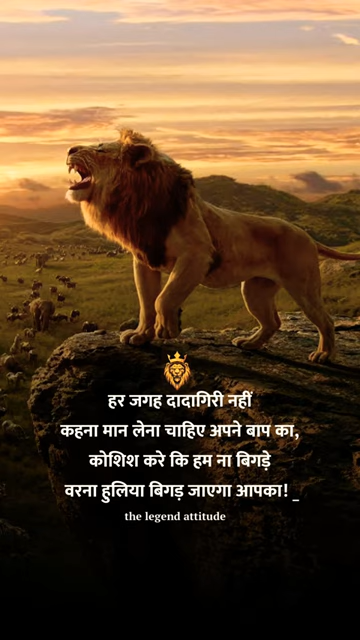 हर जगह दादागिरी नहीं
कहना मान लेना चाहिए अपने बाप का,
कोशिश करे कि हम ना बिगड़े
वरना हुलिया बिगड़ जाएगा आपका! _
the legend attitude